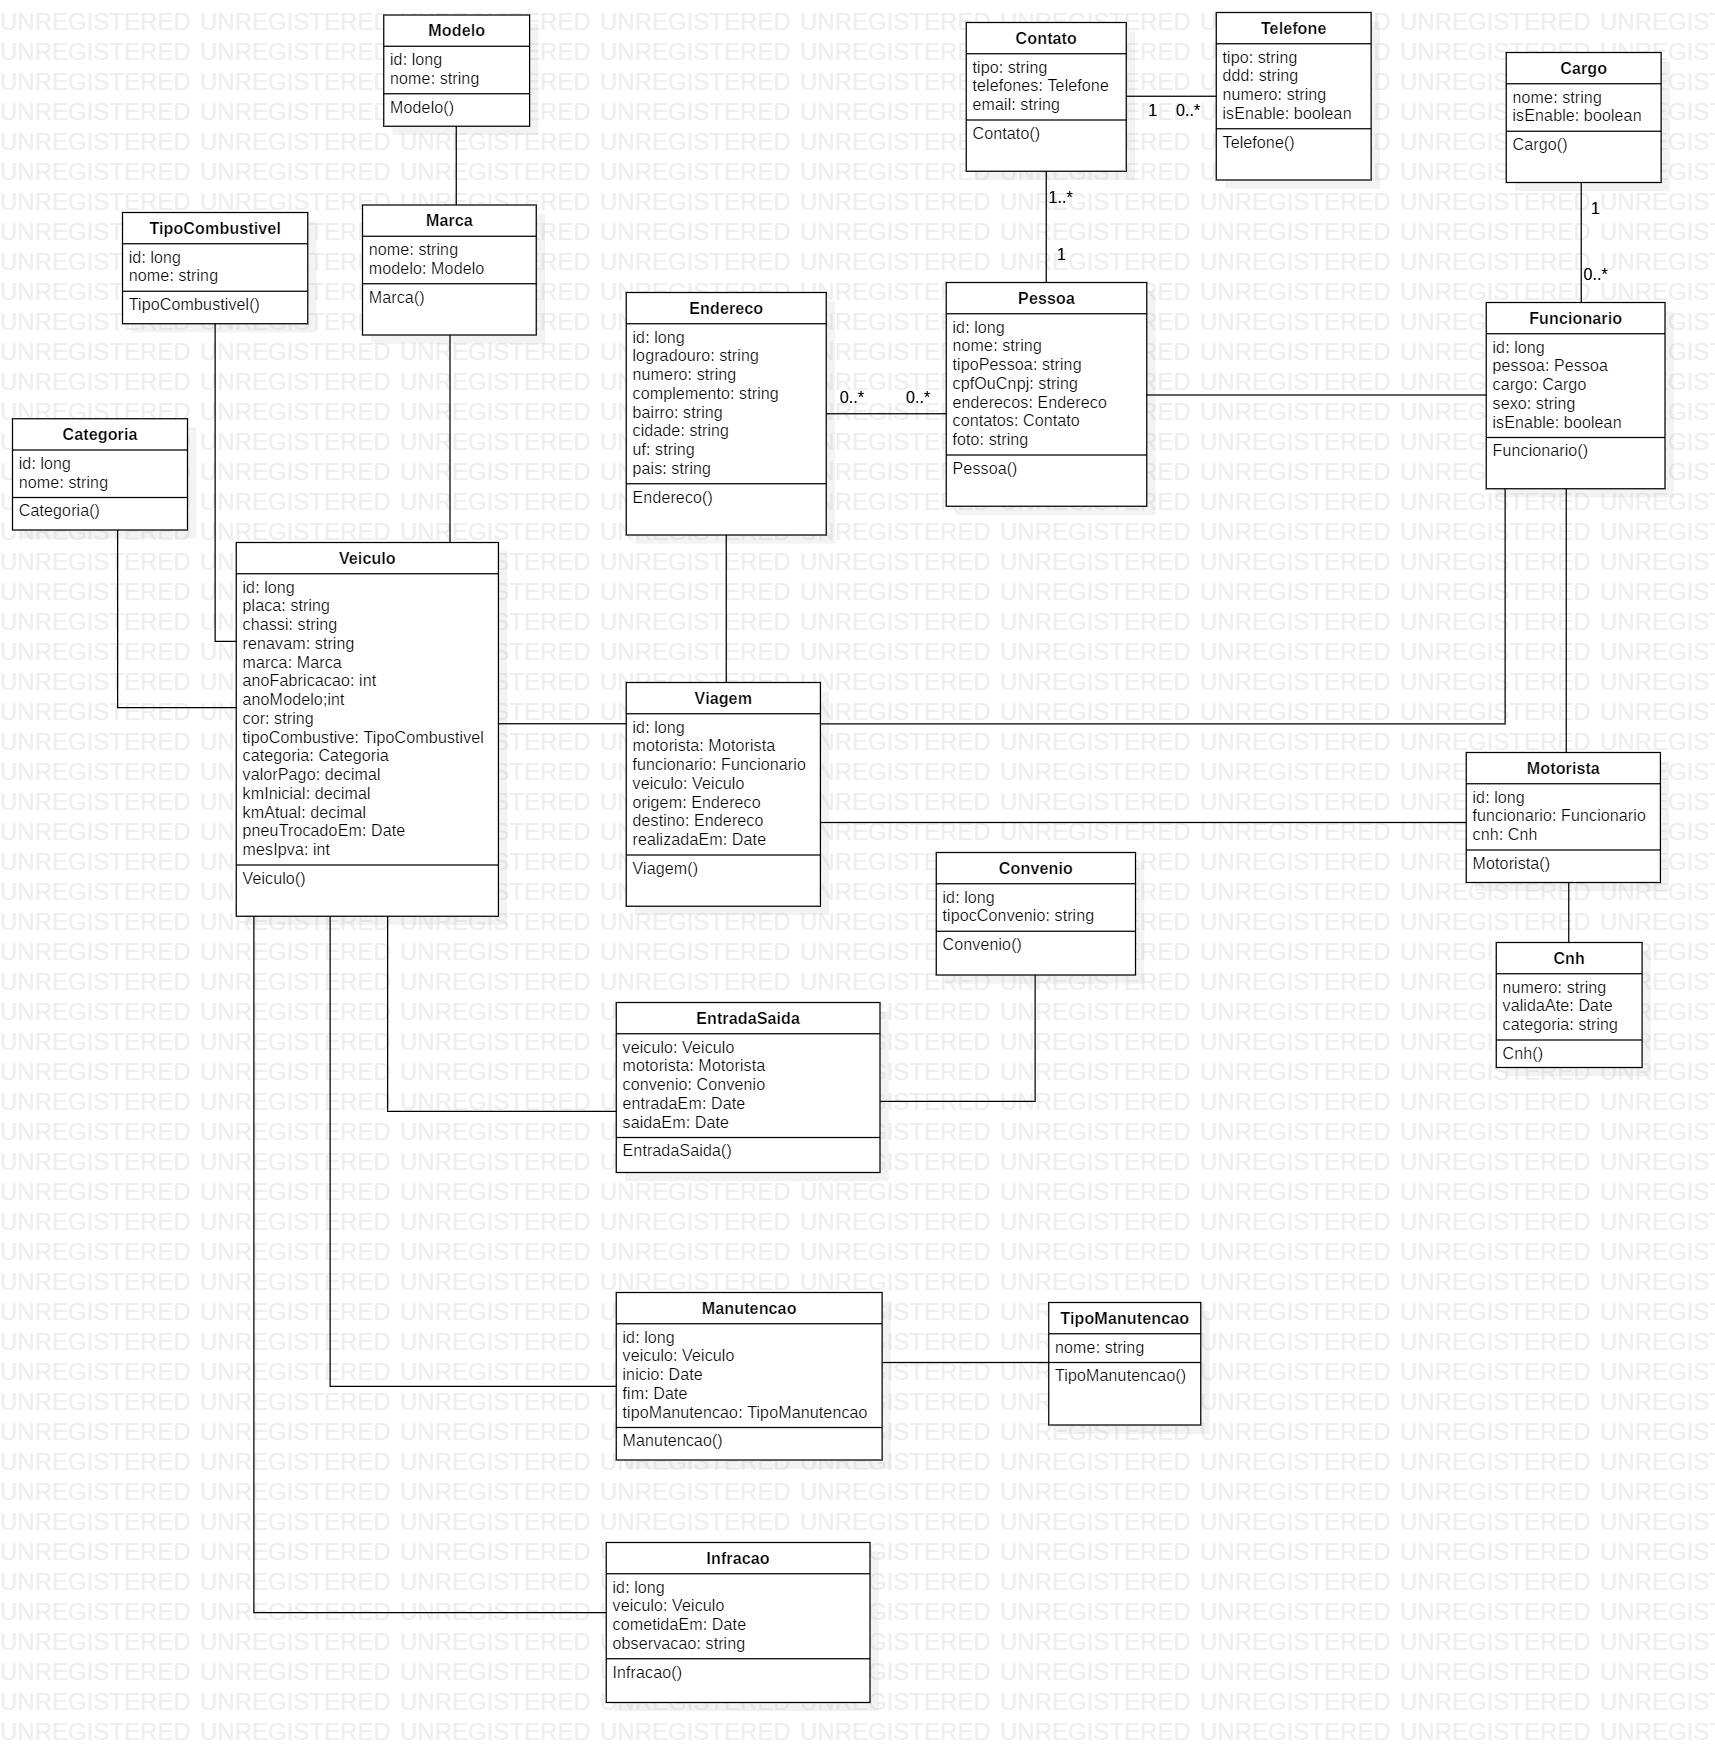 Modelo
id: long
nome: string
Modelo()
Contato
tipo: string
telefones: Telefone
email: string
Contato()
1
0..*
Telefone
tipo: string
ddd: string
numero: string
isEnable: boolean
Telefone()
Cargo
nome: string
isEnable: boolean
Cargo()
1
0..*
1..*
1
TipoCombustivel
id: long
nome: string
TipoCombustivel()
Marca
nome: string
modelo: Modelo
Marca()
Endereco
id: long
logradouro: string
numero: string
complemento: string
bairro: string
cidade: string
uf: string
pais: string
Endereco()
0..*
0..*
Pessoa
id: long
nome: string
tipoPessoa: string
cpfOuCnpj: string
enderecos: Endereco
contatos: Contato
foto: string
Pessoa()
Funcionario
id: long
pessoa: Pessoa
cargo: Cargo
sexo: string
isEnable: boolean
Funcionario()
Categoria
id: long
nome: string
Categoria()
Veiculo
id: long
placa: string
chassi: string
renavam: string
marca: Marca
anoFabricacao: int
anoModelo;int
cor: string
tipoCombustive: TipoCombustivel
categoria: Categoria
valorPago: decimal
kmInicial: decimal
kmAtual: decimal
pneuTrocadoEm: Date
mesIpva: int
Veiculo()
Viagem
id: long
motorista: Motorista
funcionario: Funcionario
veiculo: Veiculo
origem: Endereco
destino: Endereco
realizadaEm: Date
Viagem()
Motorista
id: long
funcionario: Funcionario
cnh: Cnh
Motorista()
Convenio
id: long
tipocConvenio: string
Convenio()
Cnh
numero: string
validaAte: Date
categoria: string
Cnh()
EntradaSaida
veiculo: Veiculo
motorista: Motorista
convenio: Convenio
entradaEm: Date
saidaEm: Date
EntradaSaida()
Manutencao
id: long
veiculo: Veiculo
inicio: Date
fim: Date
tipoManutencao: TipoManutencao
Manutencao()
TipoManutencao
nome: string
TipoManutencao()
Infracao
id: long
veiculo: Veiculo
cometidaEm: Date
observacao: string
Infracao()
UNREGISTERED